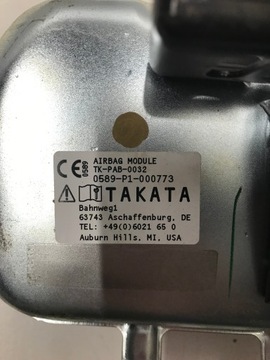 AIRBAG MODULE
CE 0589 TK-PAB-0032
0589-P1-000773
TAKATA
Bahnweg1
63743 Aschaffenburg, DE
TEL: +49(0)6021 65 0
Auburn Hills, MI, USA